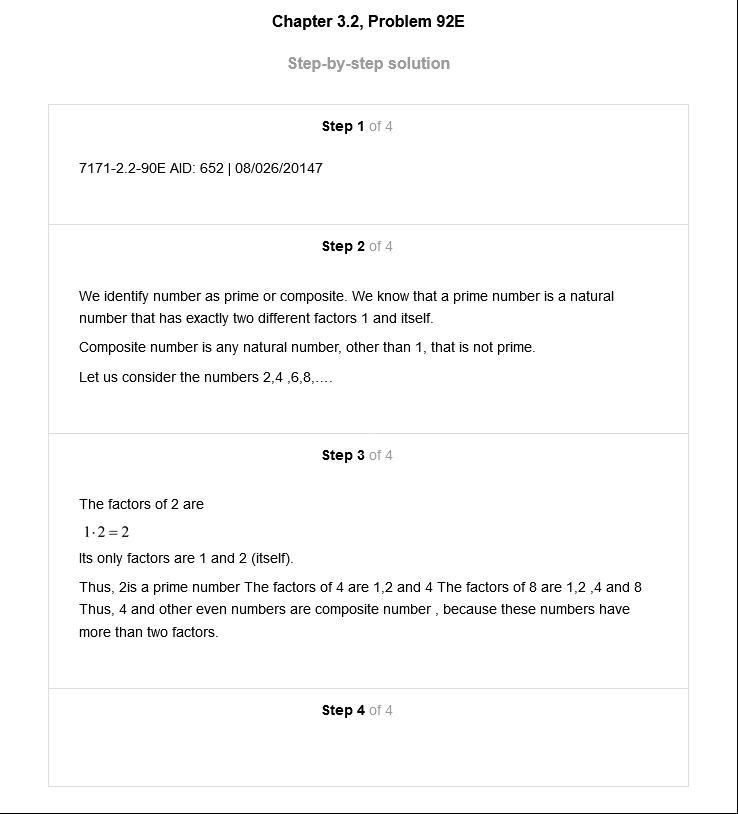 Chapter 3.2, Problem 92E
Step-by-step solution
Step 1 of 4
7171-2.2-90E AID: 652 | 08/026/20147
Step 2 of 4
We identify number as prime or composite. We know that a prime number is a natural
number that has exactly two different factors 1 and itself.
Composite number is any natural number, other than 1, that is not prime.
Let us consider the numbers 2,4 ,6,8,....
Step 3 of 4
The factors of 2 are
1·2=2
Its only factors are 1 and 2 (itself).
Thus, 2is a prime number The factors of 4 are 1,2 and 4 The factors of 8 are 1,2 ,4 and 8
Thus, 4 and other even numbers are composite number , because these numbers have
more than two factors.
Step 4 of 4